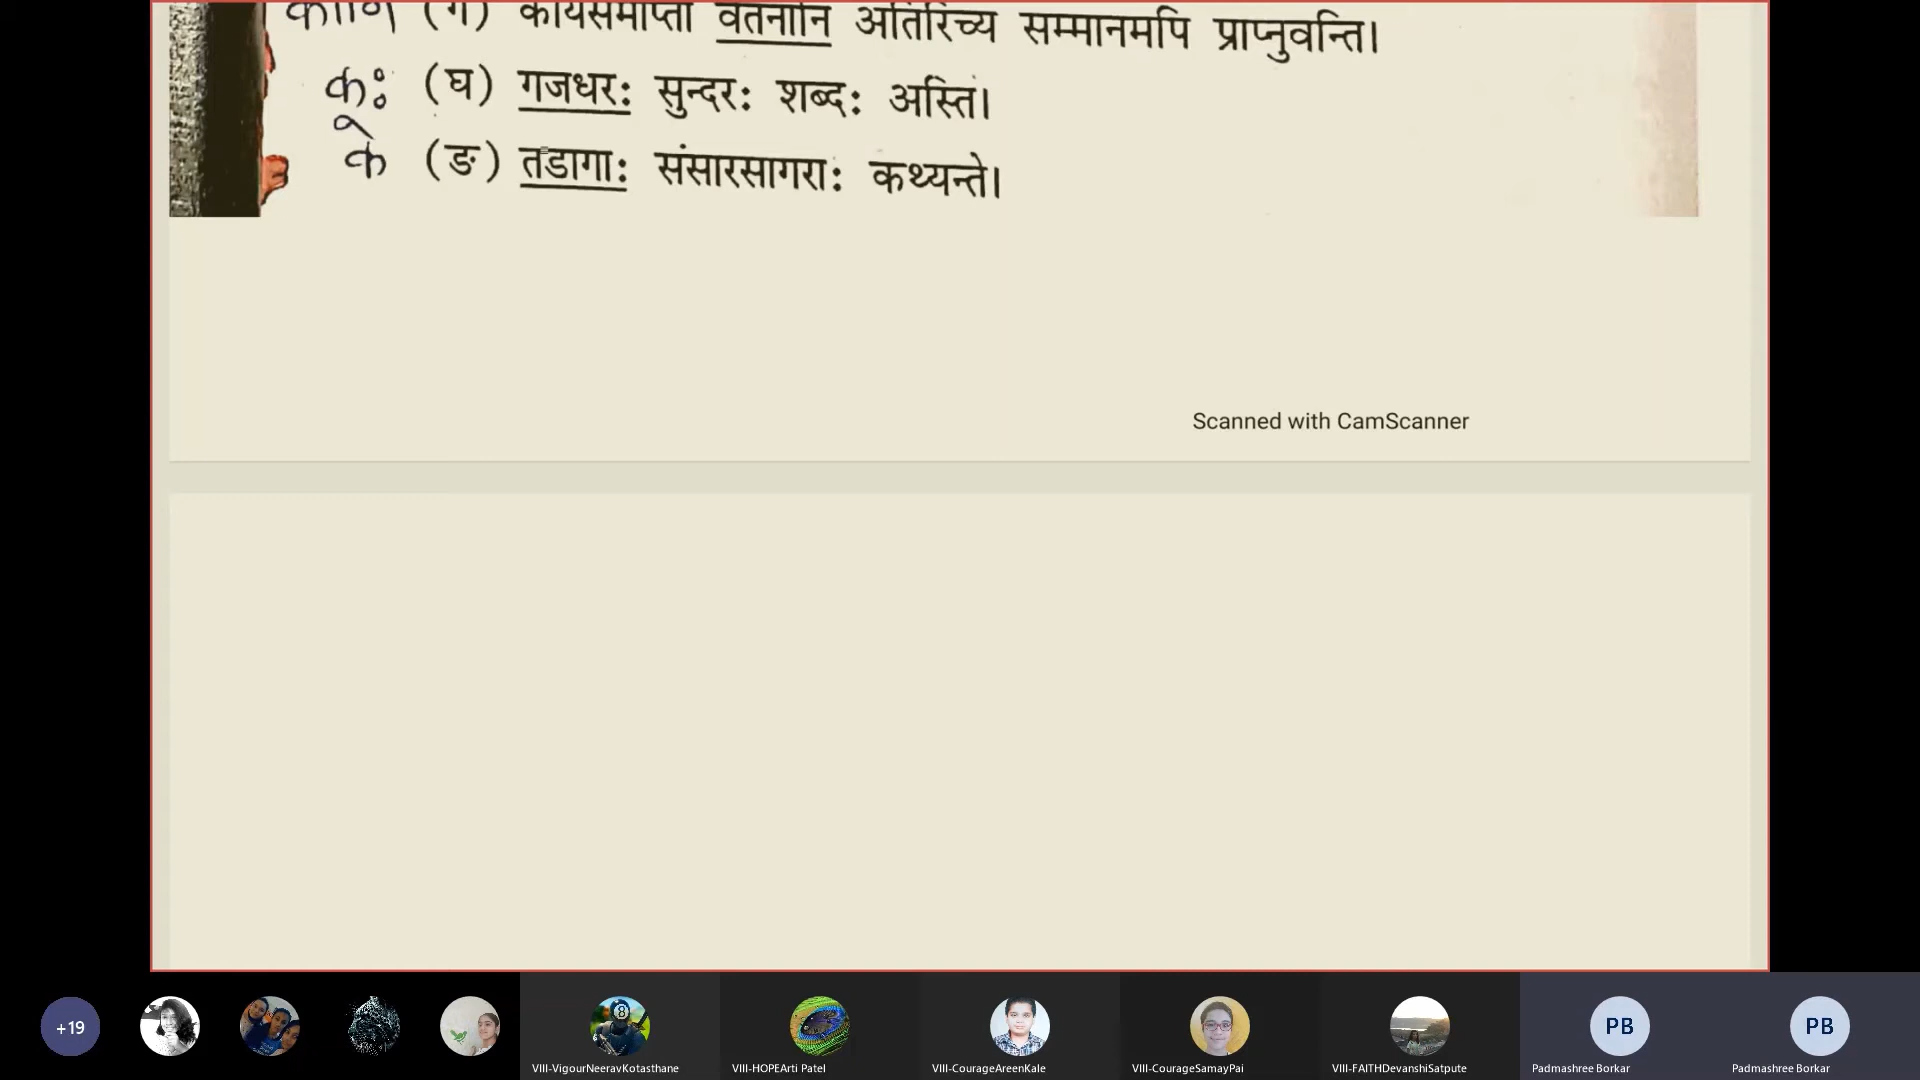 काणि (ग) कार्यसमाप्तौ वेतनानि अतिरिच्य सम्मानमपि प्राप्नुवन्ति।
कः (घ) गजधरः सुन्दरः शब्दः अस्ति।
के (ङ) तडागाः संसारसागराः कथ्यन्ते।
Scanned with CamScanner
+19
8
PB PB
VIII-VigourNeeravKotasthane VIII-HOPEArti Patel VIII-CourageAreenKale VIII-CourageSamayPai VIII-FAITHDevanshiSatpute Padmashree Borkar Padmashree Borkar